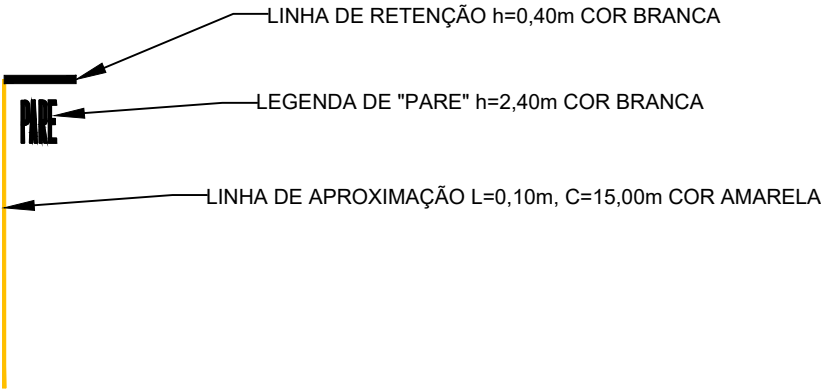 LINHA DE RETENÇÃO h=0,40m COR BRANCA
PARE
LEGENDA DE "PARE" h=2,40m COR BRANCA
LINHA DE APROXIMAÇÃO L=0,10m, C=15,00m COR AMARELA